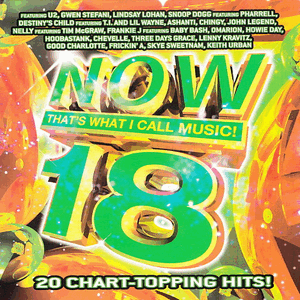 FEATURING U2, GWEN STEFANI, LINDSAY LOHAN, SNOOP DOGG FEATURING PHARRELL,
DESTINY'S CHILD FEATURING T.I. AND LIL WAYNE, ASHANTI, CHINGY, JOHN LEGEND,
NELLY FEATURING TIM McGRAW, FRANKIE J FEATURING BABY BASH, OMARION, HOWIE DAY,
HOOBASTANK, CHEVELLE, THREE DAYS GRACE, LENNY KRAVITZ,
GOOD CHARLOTTE, FRICKIN' A, SKYE SWEETNAM, KEITH URBAN
NOW
THAT'S WHAT I CALL MUSIC!
18
20 CHART-TOPPING HITS!